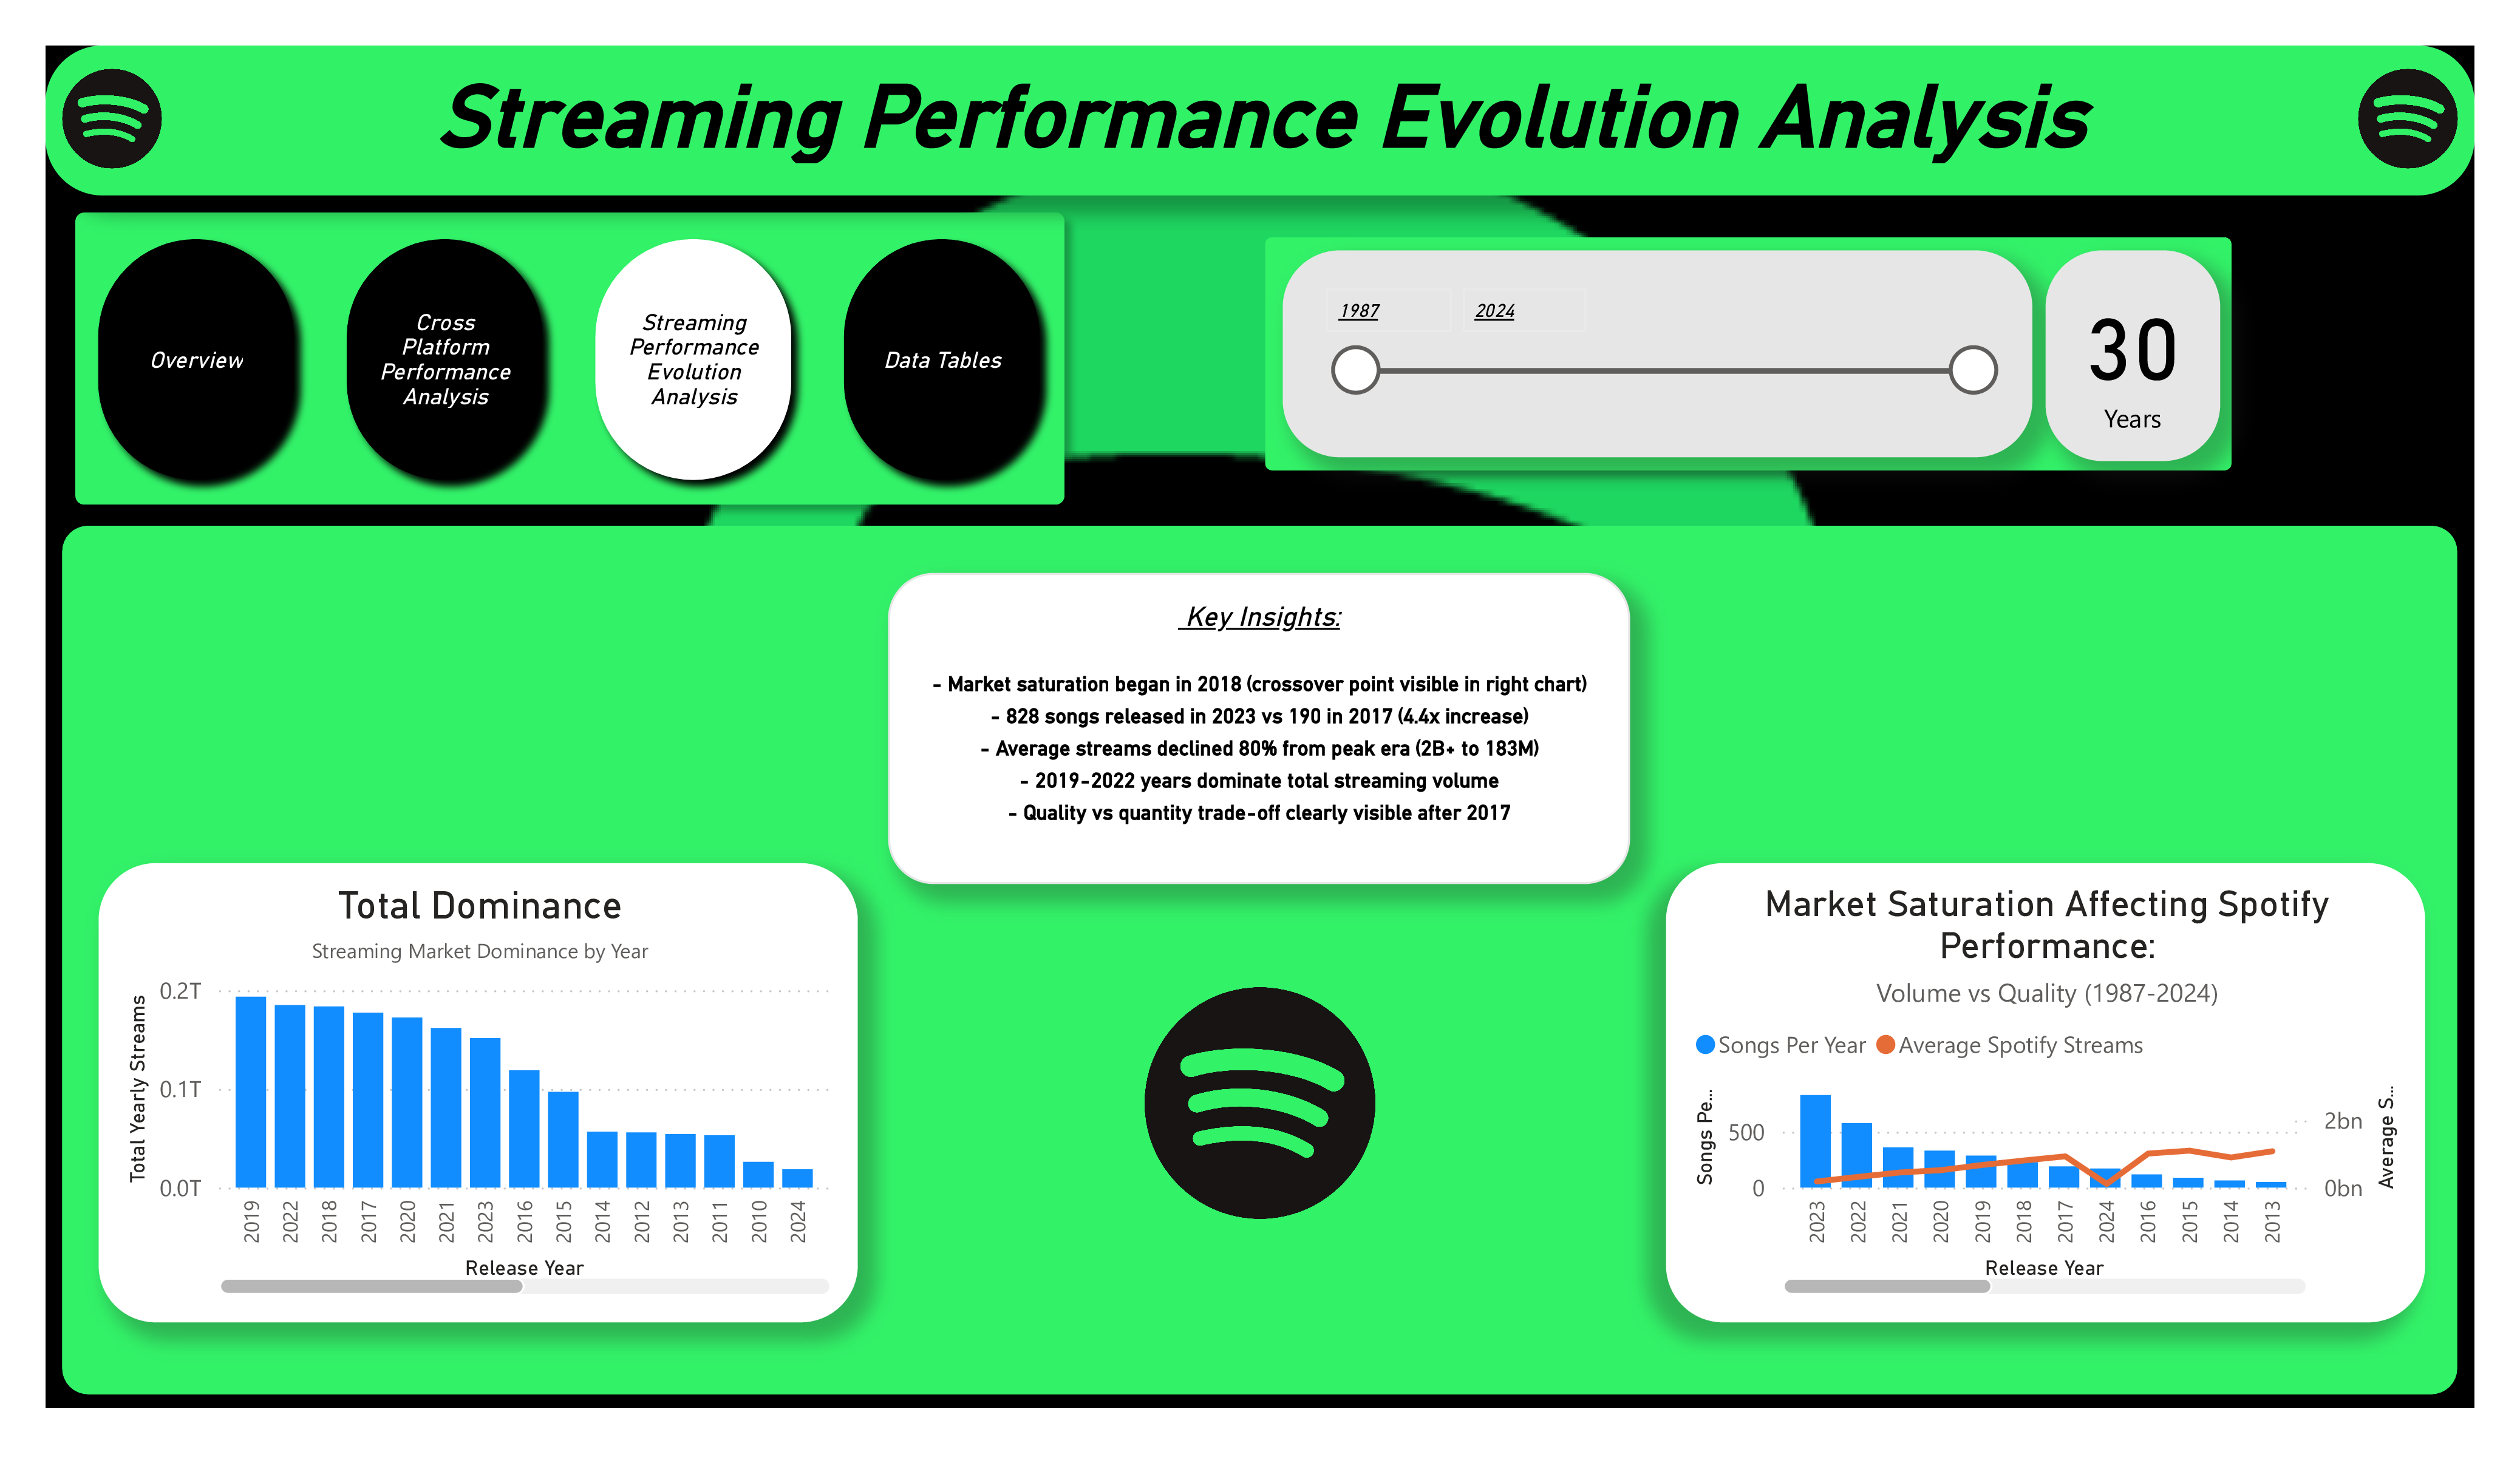 Streaming Performance Evolution Analysis
Overview
Cross
Platform
Performance
Analysis
Streaming
Performance
Evolution
Analysis
Data Tables
1987
2024
30
Years
Key Insights:
- Market saturation began in 2018 (crossover point visible in right chart)
- 828 songs released in 2023 vs 190 in 2017 (4.4x increase)
- Average streams declined 80% from peak era (2B+ to 183M)
- 2019-2022 years dominate total streaming volume
- Quality vs quantity trade-off clearly visible after 2017
Total Dominance
Streaming Market Dominance by Year
Total Yearly Streams
0.2T
0.1T
0.0T
2019
2022
2018
2017
2020
2021
2023
2016
2015
2014
2012
2013
2011
2010
2024
Release Year
Market Saturation Affecting Spotify
Performance:
Volume vs Quality (1987-2024)
Songs Per Year
Average Spotify Streams
Songs Pe...
500
0
2bn
0bn
Average S...
2023
2022
2021
2020
2019
2018
2017
2024
2016
2015
2014
2013
Release Year